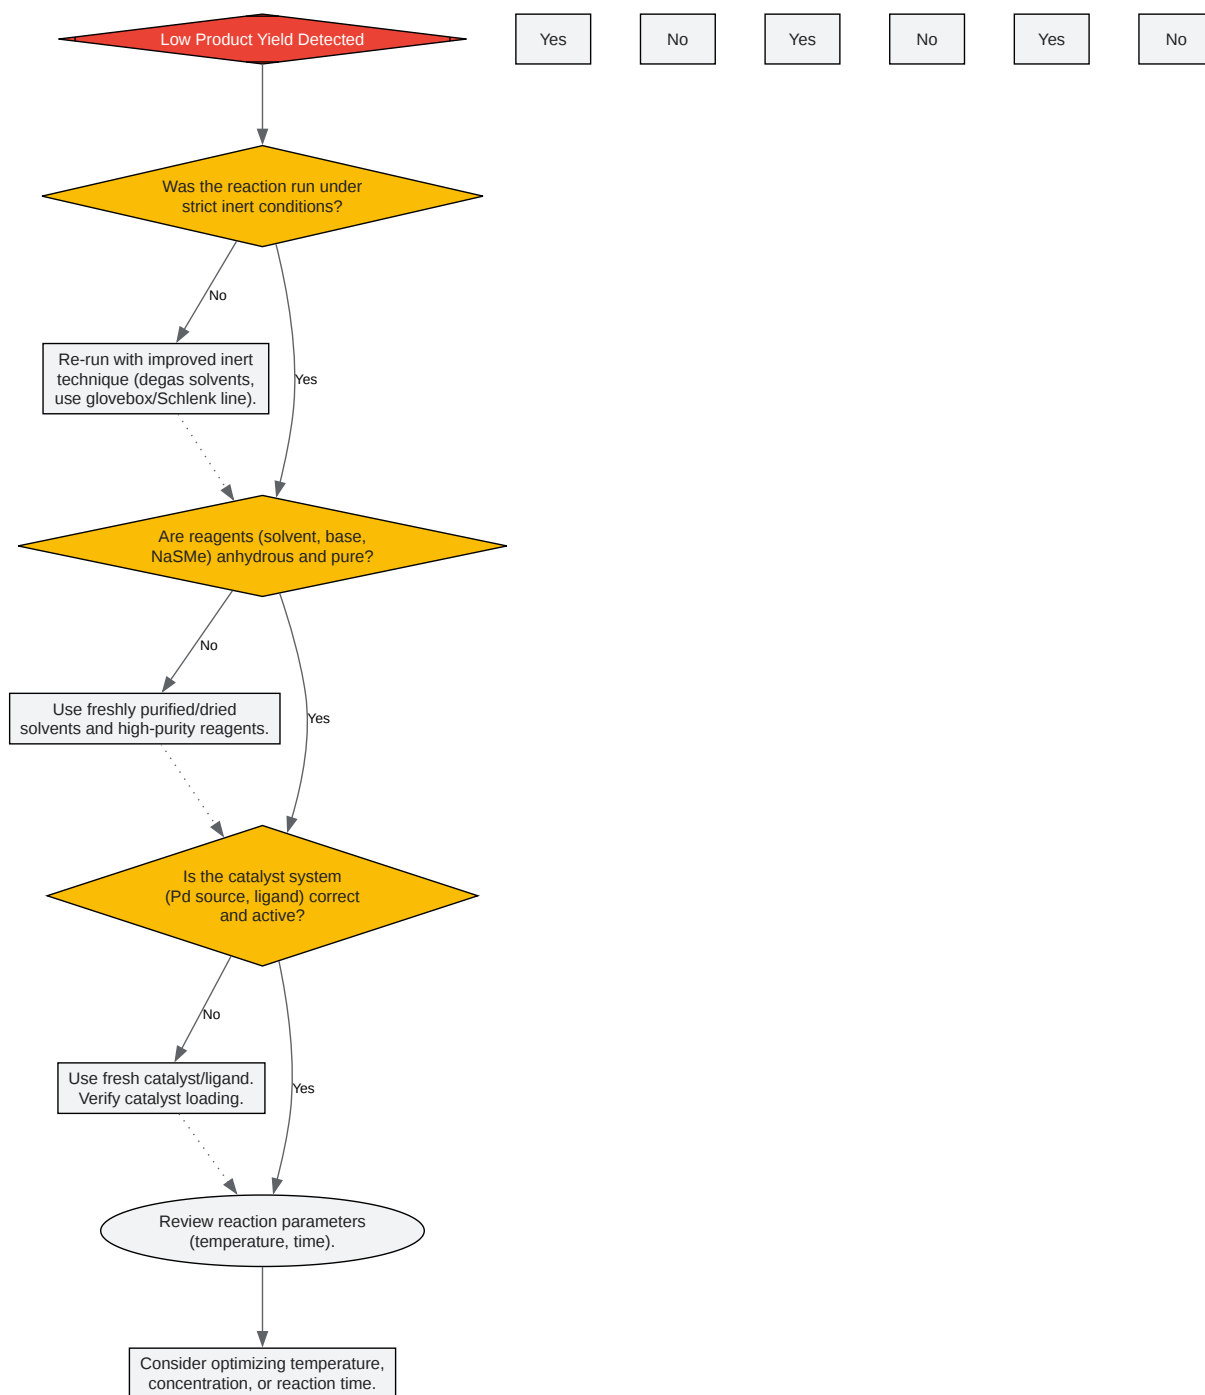 Low Product Yield Detected
Yes
No
Yes
No
Yes
No
Was the reaction run under
strict inert conditions?
No
Re-run with improved inert
technique (degas solvents,
use glovebox/Schlenk line).
Yes
Are reagents (solvent, base,
NaSMe) anhydrous and pure?
No
Use freshly purified/dried
solvents and high-purity reagents.
Yes
Is the catalyst system
(Pd source, ligand) correct
and active?
No
Use fresh catalyst/ligand.
Verify catalyst loading.
Yes
Review reaction parameters
(temperature, time).
Consider optimizing temperature,
concentration, or reaction time.